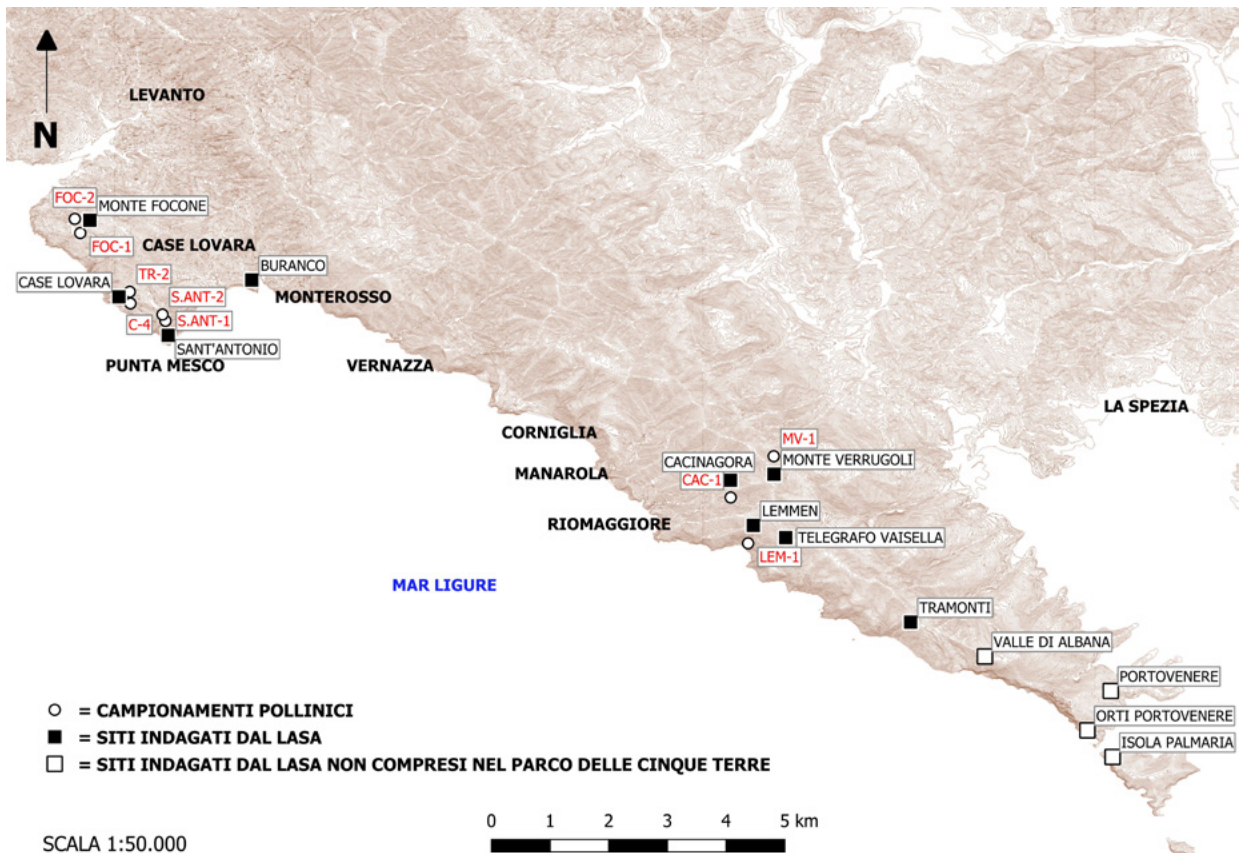 LEVANTO
N
FOC-2
MONTE FOCONE
FOC-1
CASE LOVARA
TR-2
BURANCO
CASE LOVARA
S.ANT-2
MONTEROSSO
C-4
S.ANT-1
SANT'ANTONIO
PUNTA MESCO
VERNAZZA
LA SPEZIA
CORNIGLIA
MV-1
CACINAGORA
MONTE VERRUGOLI
MANAROLA
CAC-1
LEMMEN
RIOMAGGIORE
TELEGRAFO VAISELLA
LEM-1
MAR LIGURE
TRAMONTI
VALLE DI ALBANA
PORTOVENERE
ORTI PORTOVENERE
ISOLA PALMARIA
= CAMPIONAMENTI POLLINICI
= SITI INDAGATI DAL LASA
= SITI INDAGATI DAL LASA NON COMPRESI NEL PARCO DELLE CINQUE TERRE
0 1 2 3 4 5 km
SCALA 1:50.000